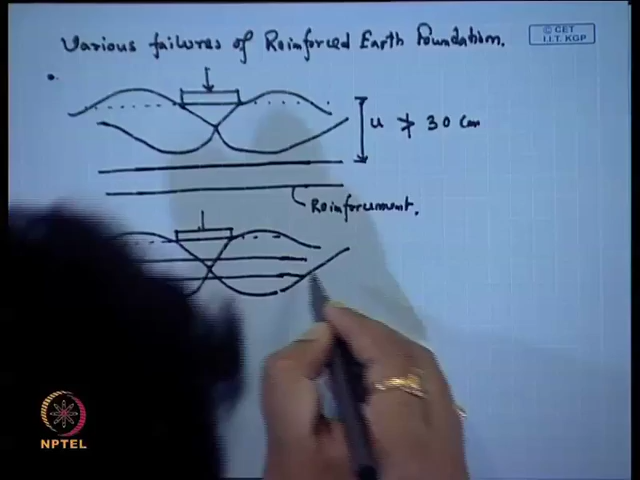 Various failures of Reinforced Earth Foundation.
© CET
I.I.T. KGP
u ≯ 30 cm
Reinforcement.
NPTEL